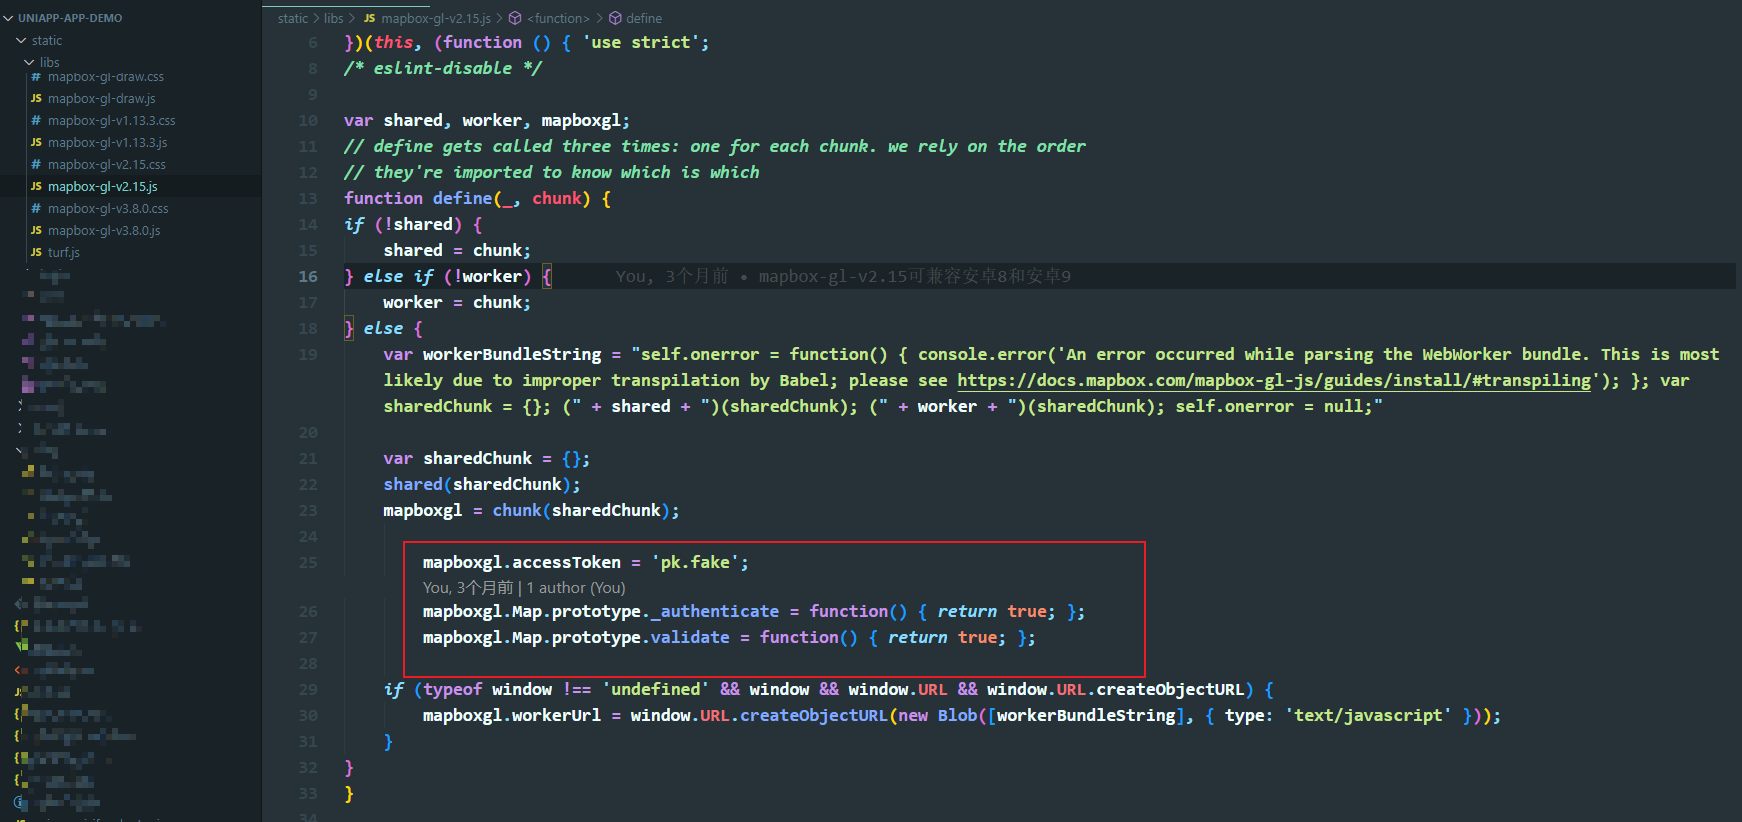 UNIAPP-APP-DEMO
static
libs
# mapbox-gl-draw.css
JS mapbox-gl-draw.js
# mapbox-gl-v1.13.3.css
JS mapbox-gl-v1.13.3.js
# mapbox-gl-v2.15.css
JS mapbox-gl-v2.15.js
# mapbox-gl-v3.8.0.css
JS mapbox-gl-v3.8.0.js
JS turf.js
static > libs > JS mapbox-gl-v2.15.js > <function> > define
6 })(this, (function () { 'use strict';
8 /* eslint-disable */
9
10 var shared, worker, mapboxgl;
11 // define gets called three times: one for each chunk. we rely on the order
12 // they're imported to know which is which
13 function define(_, chunk) {
14 if (!shared) {
15 shared = chunk;
16 } else if (!worker) { You, 3个月前 • mapbox-gl-v2.15可兼容安卓8和安卓9
17 worker = chunk;
18 } else {
19 var workerBundleString = "self.onerror = function() { console.error('An error occurred while parsing the WebWorker bundle. This is most
likely due to improper transpilation by Babel; please see https://docs.mapbox.com/mapbox-gl-js/guides/install/#transpiling'); }; var
sharedChunk = {}; (" + shared + ")(sharedChunk); (" + worker + ")(sharedChunk); self.onerror = null;"
20
21 var sharedChunk = {};
22 shared(sharedChunk);
23 mapboxgl = chunk(sharedChunk);
24
25 mapboxgl.accessToken = 'pk.fake';
You, 3个月前 | 1 author (You)
26 mapboxgl.Map.prototype._authenticate = function() { return true; };
27 mapboxgl.Map.prototype.validate = function() { return true; };
28
29 if (typeof window !== 'undefined' && window && window.URL && window.URL.createObjectURL) {
30 mapboxgl.workerUrl = window.URL.createObjectURL(new Blob([workerBundleString], { type: 'text/javascript' }));
31 }
32 }
33 }
34